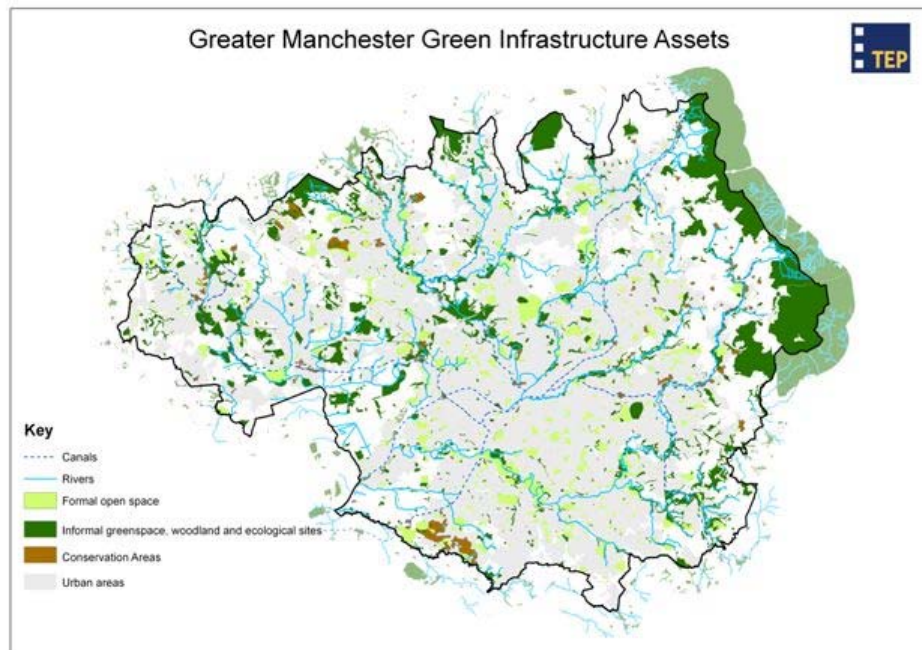 Greater Manchester Green Infrastructure Assets
TEP
Key
Canals
Rivers
Formal open space
Informal greenspace, woodland and ecological sites
Conservation Areas
Urban areas